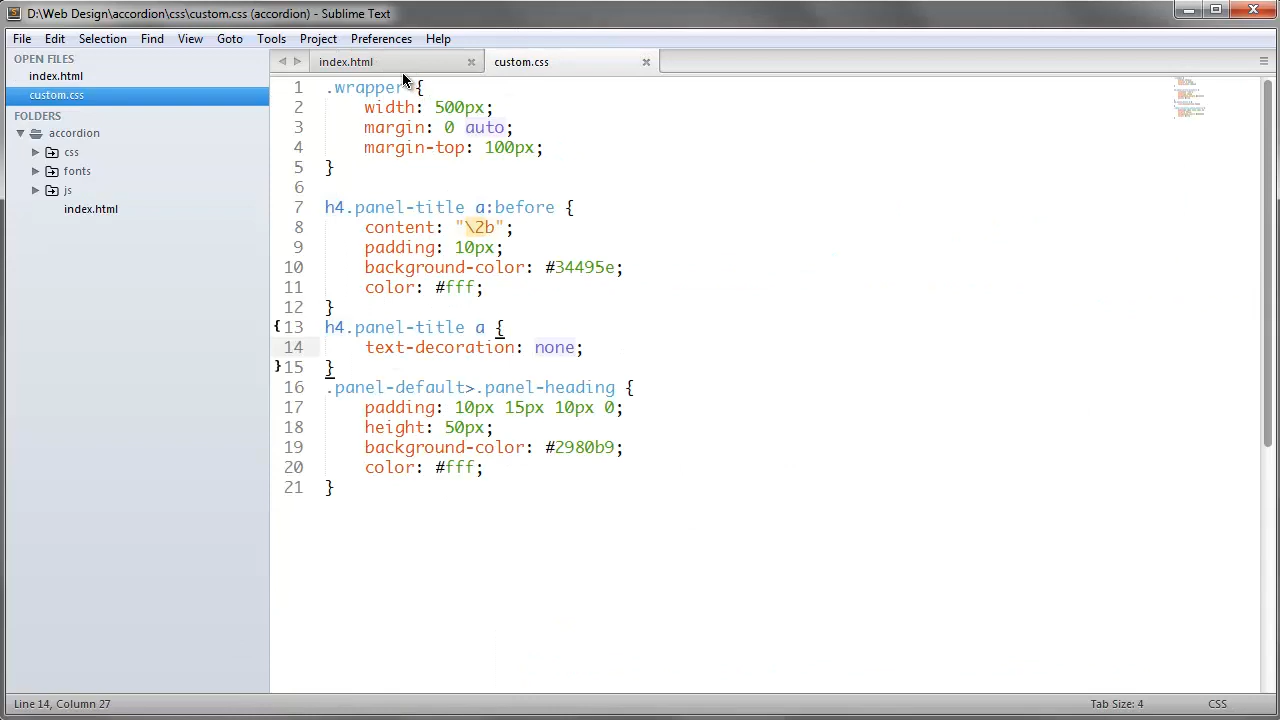 D:\Web Design\accordion\css\custom.css (accordion) - Sublime Text
File Edit Selection Find View Goto Tools Project Preferences Help
OPEN FILES
index.html
custom.css
FOLDERS
accordion
css
fonts
js
index.html
index.html custom.css
1 .wrapper {
2     width: 500px;
3     margin: 0 auto;
4     margin-top: 100px;
5 }
6
7 h4.panel-title a:before {
8     content: "\2b";
9     padding: 10px;
10     background-color: #34495e;
11     color: #fff;
12 }
{13 h4.panel-title a {
14     text-decoration: none;
}15 }
16 .panel-default>.panel-heading {
17     padding: 10px 15px 10px 0;
18     height: 50px;
19     background-color: #2980b9;
20     color: #fff;
21 }
Line 14, Column 27 Tab Size: 4 CSS